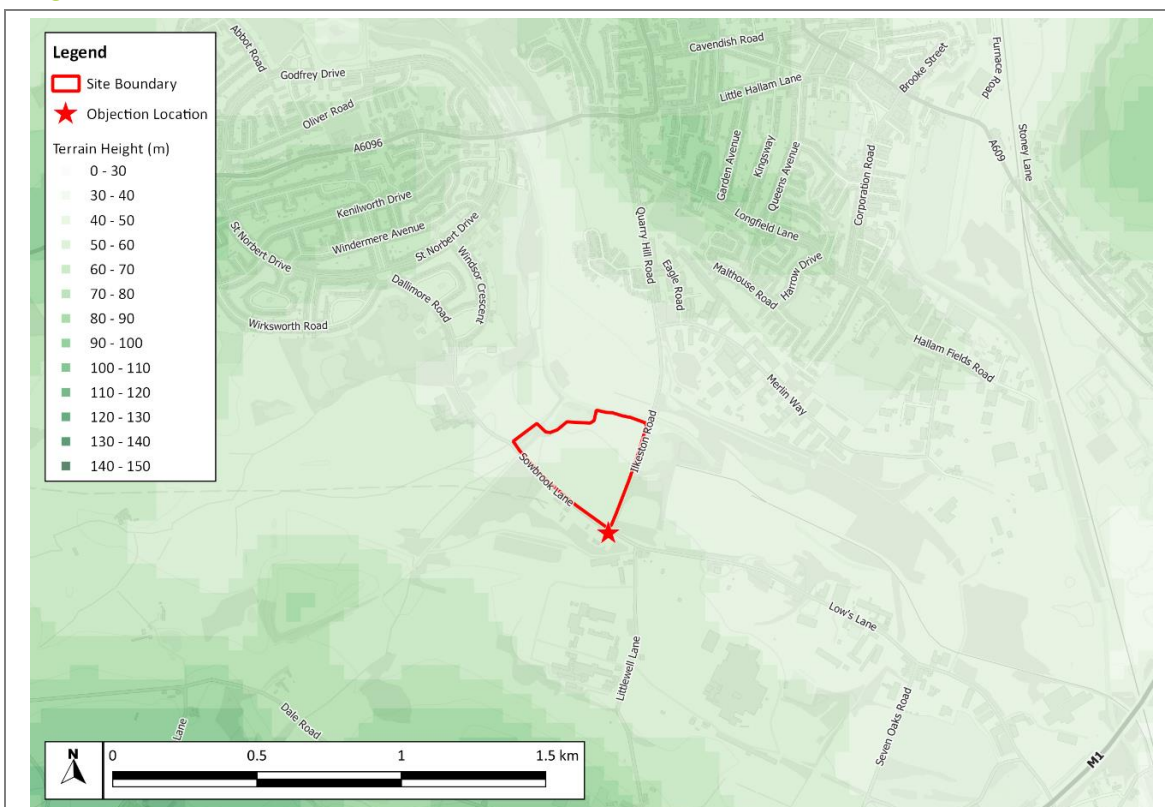 Legend
Site Boundary
Objection Location
Terrain Height (m)
0 - 30
30 - 40
40 - 50
50 - 60
60 - 70
70 - 80
80 - 90
90 - 100
100 - 110
110 - 120
120 - 130
130 - 140
140 - 150
Abbot Road
Godfrey Drive
Oliver Road
A6096
Kenilworth Drive
Windermere Avenue
St Norbert Drive
St Norbert Drive
Windsor Crescent
Dallimore Road
Wirksworth Road
Cavendish Road
Little Hallam Lane
Brooke Street
Furnace Road
Stoney Lane
A609
Garden Avenue
Kingsway
Queens Avenue
Corporation Road
Longfield Lane
Quarry Hill Road
Eagle Road
Malthouse Road
Harrow Drive
Hallam Fields Road
Merlin Way
Ilkeston Road
Sowbrook Lane
Low's Lane
Littlewell Lane
Seven Oaks Road
M1
Dale Road
Lane
N
0 0.5 1 1.5 km